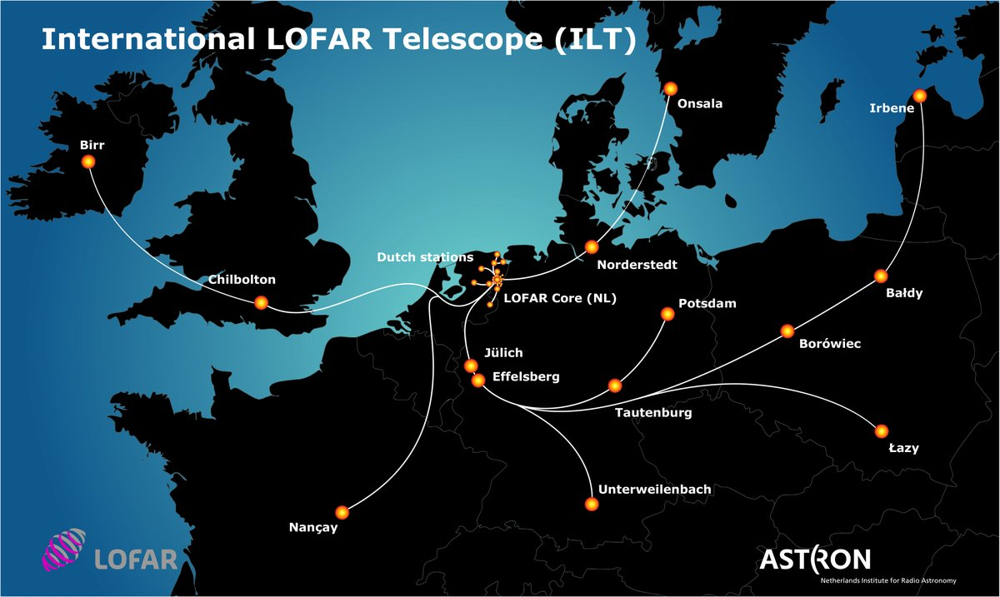 International LOFAR Telescope (ILT)
Onsala
Irbene
Birr
Dutch stations
Norderstedt
Chilbolton
LOFAR Core (NL)
Bałdy
Potsdam
Borówiec
Jülich
Effelsberg
Tautenburg
Łazy
Unterweilenbach
Nançay
LOFAR
ASTRON
Netherlands Institute for Radio Astronomy